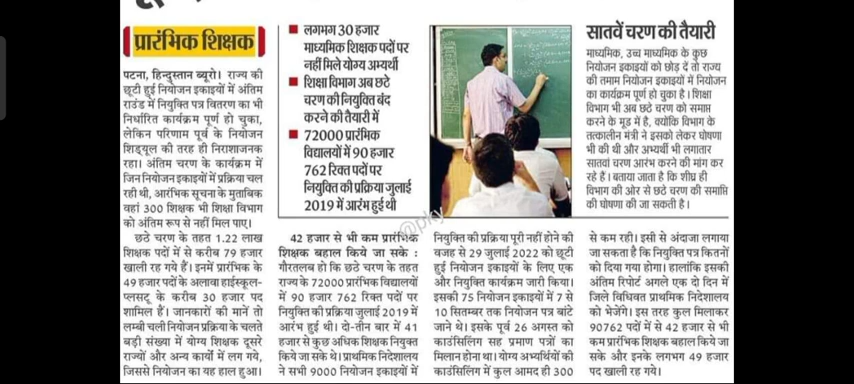 प्रारंभिक शिक्षक
पटना, हिन्दुस्तान ब्यूरो। राज्य की
छूटी हुई नियोजन इकाइयों में अंतिम
राउंड में नियुक्ति पत्र वितरण का भी
निर्धारित कार्यक्रम पूर्ण हो चुका,
लेकिन परिणाम पूर्व के नियोजन
शिड्यूल की तरह ही निराशाजनक
रहा। अंतिम चरण के कार्यक्रम में
जिन नियोजन इकाइयों में प्रक्रिया चल
रही थी, आरंभिक सूचना के मुताबिक
वहां 300 शिक्षक भी शिक्षा विभाग
को अंतिम रूप से नहीं मिल पाए।
छठे चरण के तहत 1.22 लाख
शिक्षक पदों में से करीब 79 हजार
खाली रह गये हैं। इनमें प्रारंभिक के
49 हजार पदों के अलावा हाईस्कूल-
प्लसटू के करीब 30 हजार पद
शामिल हैं। जानकारों की मानें तो
लम्बी चली नियोजन प्रक्रिया के चलते
बड़ी संख्या में योग्य शिक्षक दूसरे
राज्यों और अन्य कार्यो में लग गये,
जिससे नियोजन का यह हाल हुआ।
■ लगभग 30 हजार
माध्यमिक शिक्षक पदों पर
नहीं मिले योग्य अभ्यर्थी
■ शिक्षा विभाग अब छठे
चरण की नियुक्ति बंद
करने की तैयारी में
■ 72000 प्रारंभिक
विद्यालयों में 90 हजार
762 रिक्त पदों पर
नियुक्ति की प्रक्रिया जुलाई
2019 में आरंभ हुई थी
42 हजार से भी कम प्रारंभिक
शिक्षक बहाल किये जा सके :
गौरतलब हो कि छठे चरण के तहत
राज्य के 72000 प्रारंभिक विद्यालयों
में 90 हजार 762 रिक्त पदों पर
नियुक्ति की प्रक्रिया जुलाई 2019 में
आरंभ हुई थी। दो-तीन बार में 41
हजार से कुछ अधिक शिक्षक नियुक्त
किये जा सके थे। प्राथमिक निदेशालय
ने सभी 9000 नियोजन इकाइयों में
नियुक्ति की प्रक्रिया पूरी नहीं होने की
वजह से 29 जुलाई 2022 को छूटी
हुई नियोजन इकाइयों के लिए एक
और नियुक्ति कार्यक्रम जारी किया।
इसकी 75 नियोजन इकाइयों में 7 से
10 सितम्बर तक नियोजन पत्र बांटे
जाने थे। इसके पूर्व 26 अगस्त को
काउंसिलिंग सह प्रमाण पत्रों का
मिलान होना था। योग्य अभ्यर्थियों की
काउंसिलिंग में कुल आमद ही 300
से कम रही। इसी से अंदाजा लगाया
जा सकता है कि नियुक्ति पत्र कितनों
को दिया गया होगा। हालांकि इसकी
अंतिम रिपोर्ट अगले एक दो दिन में
जिले विधिवत प्राथमिक निदेशालय
को भेजेंगे। इस तरह कुल मिलाकर
90762 पदों में से 42 हजार से भी
कम प्रारंभिक शिक्षक बहाल किये जा
सके और इनके लगभग 49 हजार
पद खाली रह गये।
सातवें चरण की तैयारी
माध्यमिक, उच्च माध्यमिक के कुछ
नियोजन इकाइयों को छोड़ दें तो राज्य
की तमाम नियोजन इकाइयों में नियोजन
का कार्यक्रम पूर्ण हो चुका है। शिक्षा
विभाग भी अब छठे चरण को समाप्त
करने के मूड में है, क्योंकि विभाग के
तत्कालीन मंत्री ने इसको लेकर घोषणा
भी की थी और अभ्यर्थी भी लगातार
सातवां चरण आरंभ करने की मांग कर
रहे हैं। बताया जाता है कि शीघ्र ही
विभाग की ओर से छठे चरण की समाप्ति
की घोषणा की जा सकती है।
@pky